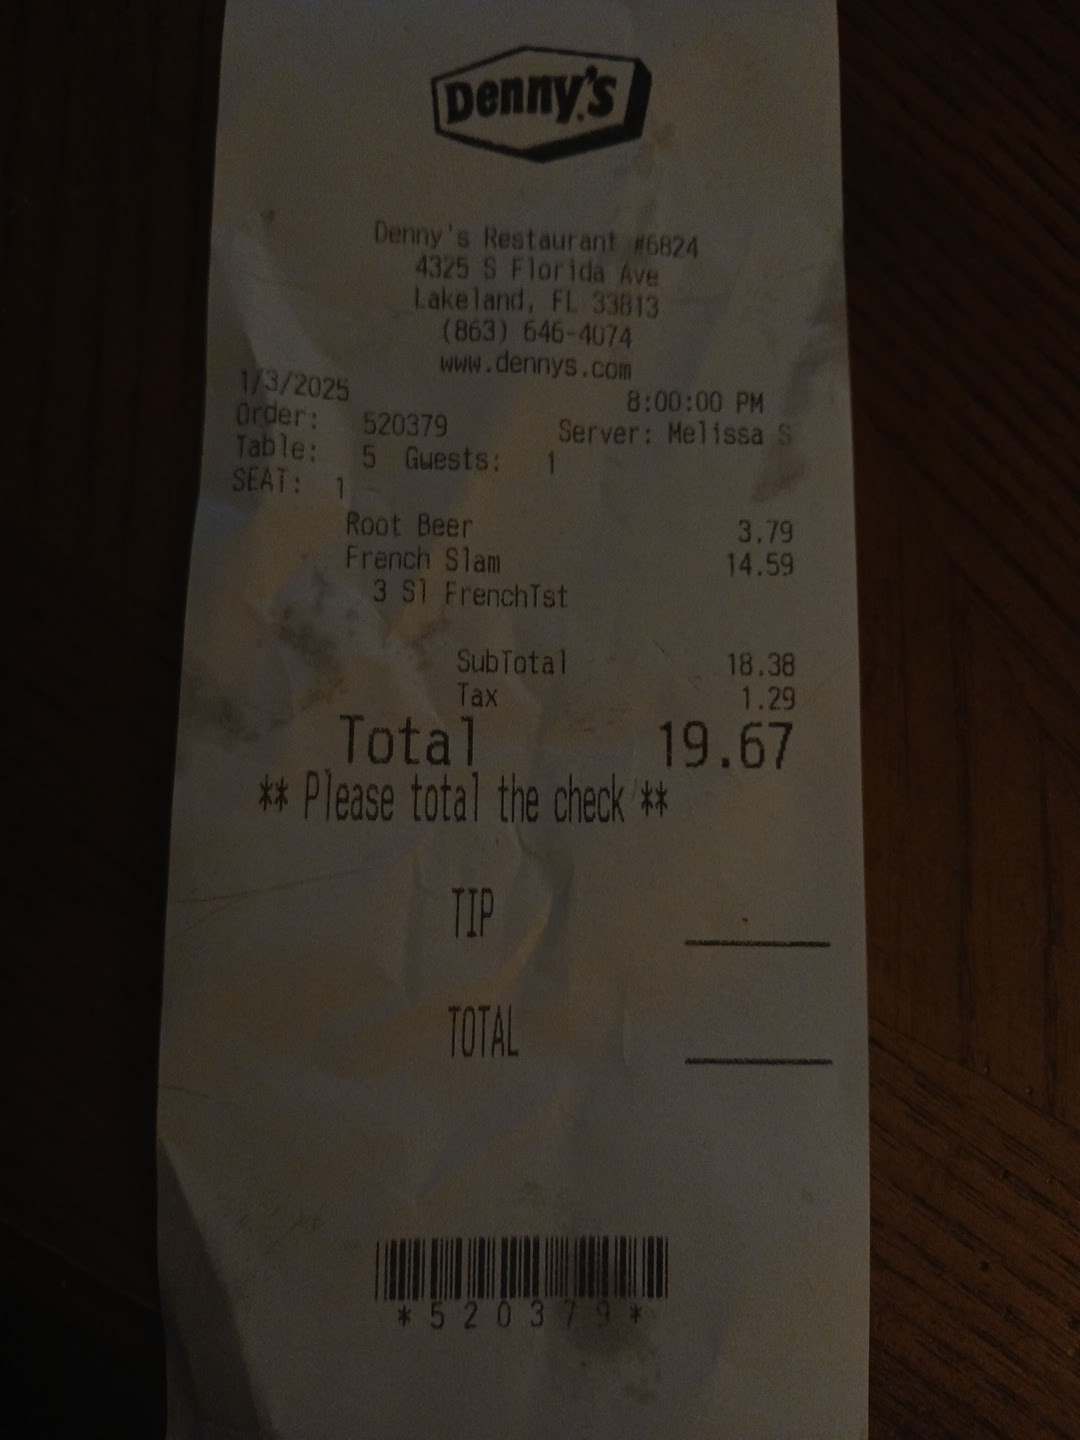 Denny's
Denny's Restaurant #6824
4325 S Florida Ave
Lakeland, FL 33813
(863) 646-4074
www.dennys.com
1/3/2025 8:00:00 PM
Order: 520379 Server: Melissa S
Table: 5 Guests: 1
SEAT: 1
Root Beer 3.79
French Slam 14.59
3 Sl FrenchTst
SubTotal 18.38
Tax 1.29
Total 19.67
** Please total the check **
TIP
TOTAL
*520379*